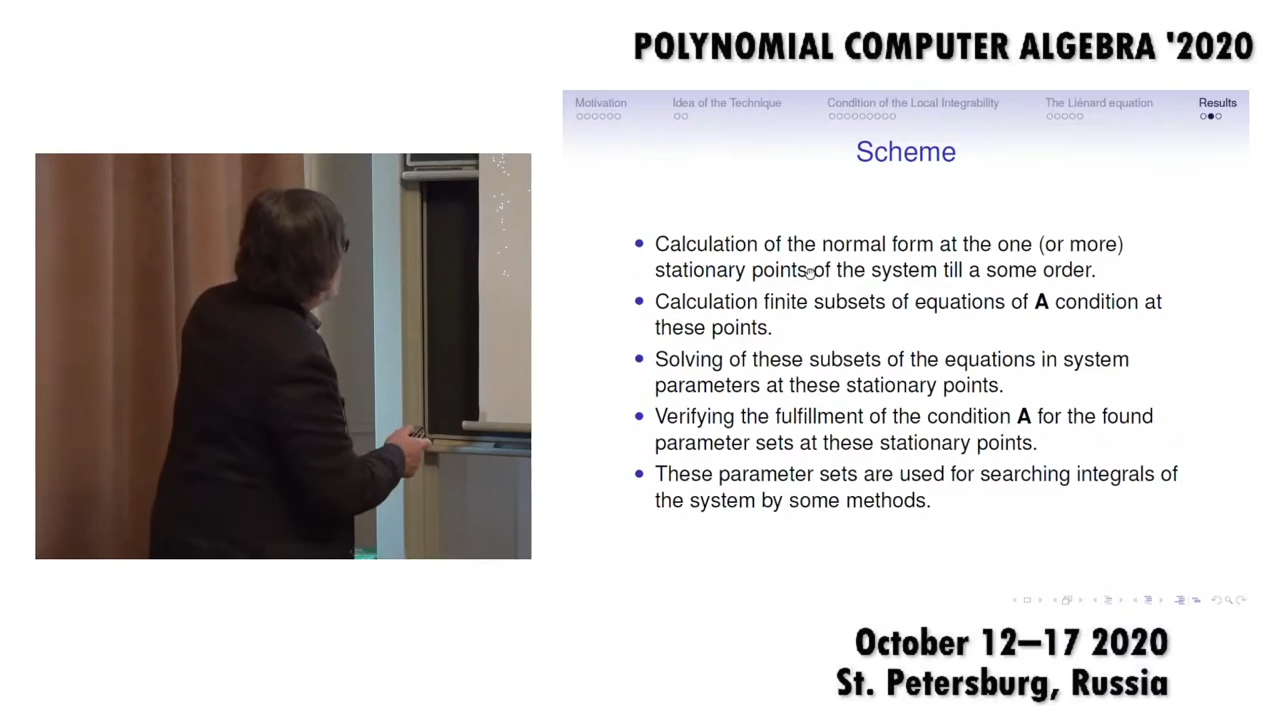 POLYNOMIAL COMPUTER ALGEBRA '2020
Motivation Idea of the Technique Condition of the Local Integrability The Liénard equation Results
Scheme
• Calculation of the normal form at the one (or more)
stationary points of the system till a some order.
• Calculation finite subsets of equations of A condition at
these points.
• Solving of these subsets of the equations in system
parameters at these stationary points.
• Verifying the fulfillment of the condition A for the found
parameter sets at these stationary points.
• These parameter sets are used for searching integrals of
the system by some methods.
October 12–17 2020
St. Petersburg, Russia